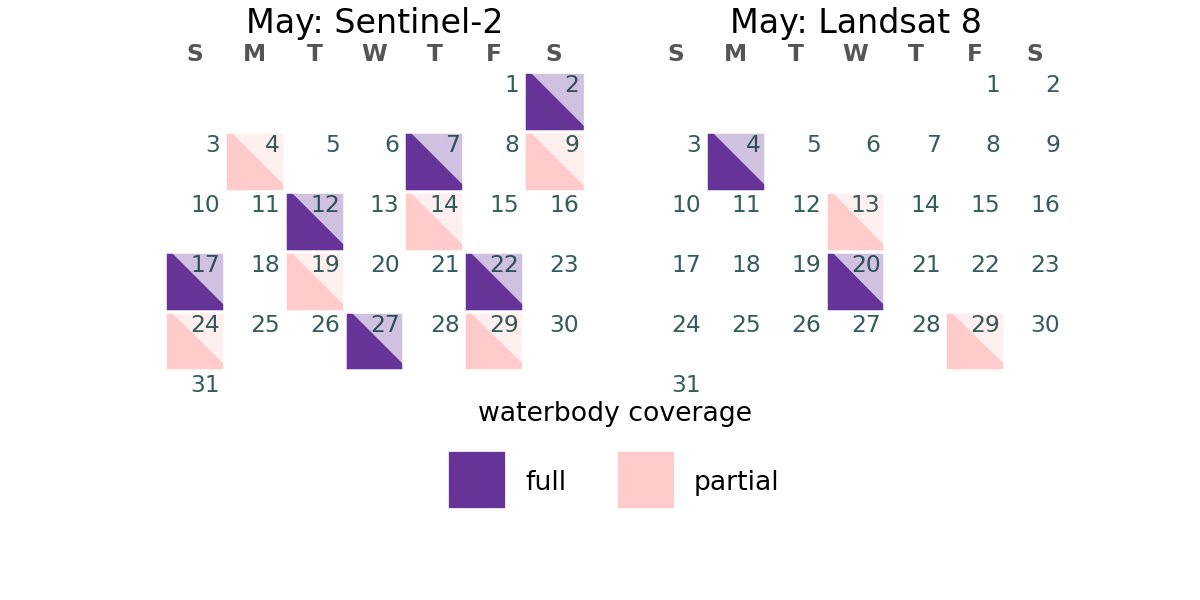 May: Sentinel-2
S M T W T F S
1 2
3 4 5 6 7 8 9
10 11 12 13 14 15 16
17 18 19 20 21 22 23
24 25 26 27 28 29 30
31
May: Landsat 8
S M T W T F S
1 2
3 4 5 6 7 8 9
10 11 12 13 14 15 16
17 18 19 20 21 22 23
24 25 26 27 28 29 30
31
waterbody coverage
full
partial